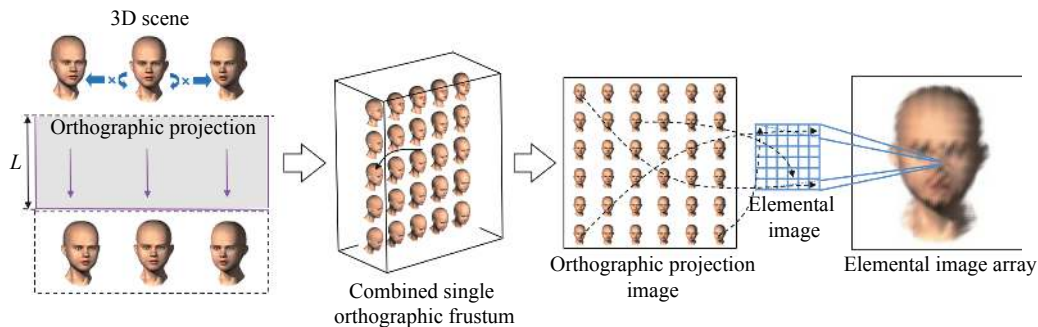 3D scene
Orthographic projection
L
Combined single
orthographic frustum
Orthographic projection
image
Elemental
image
Elemental image array